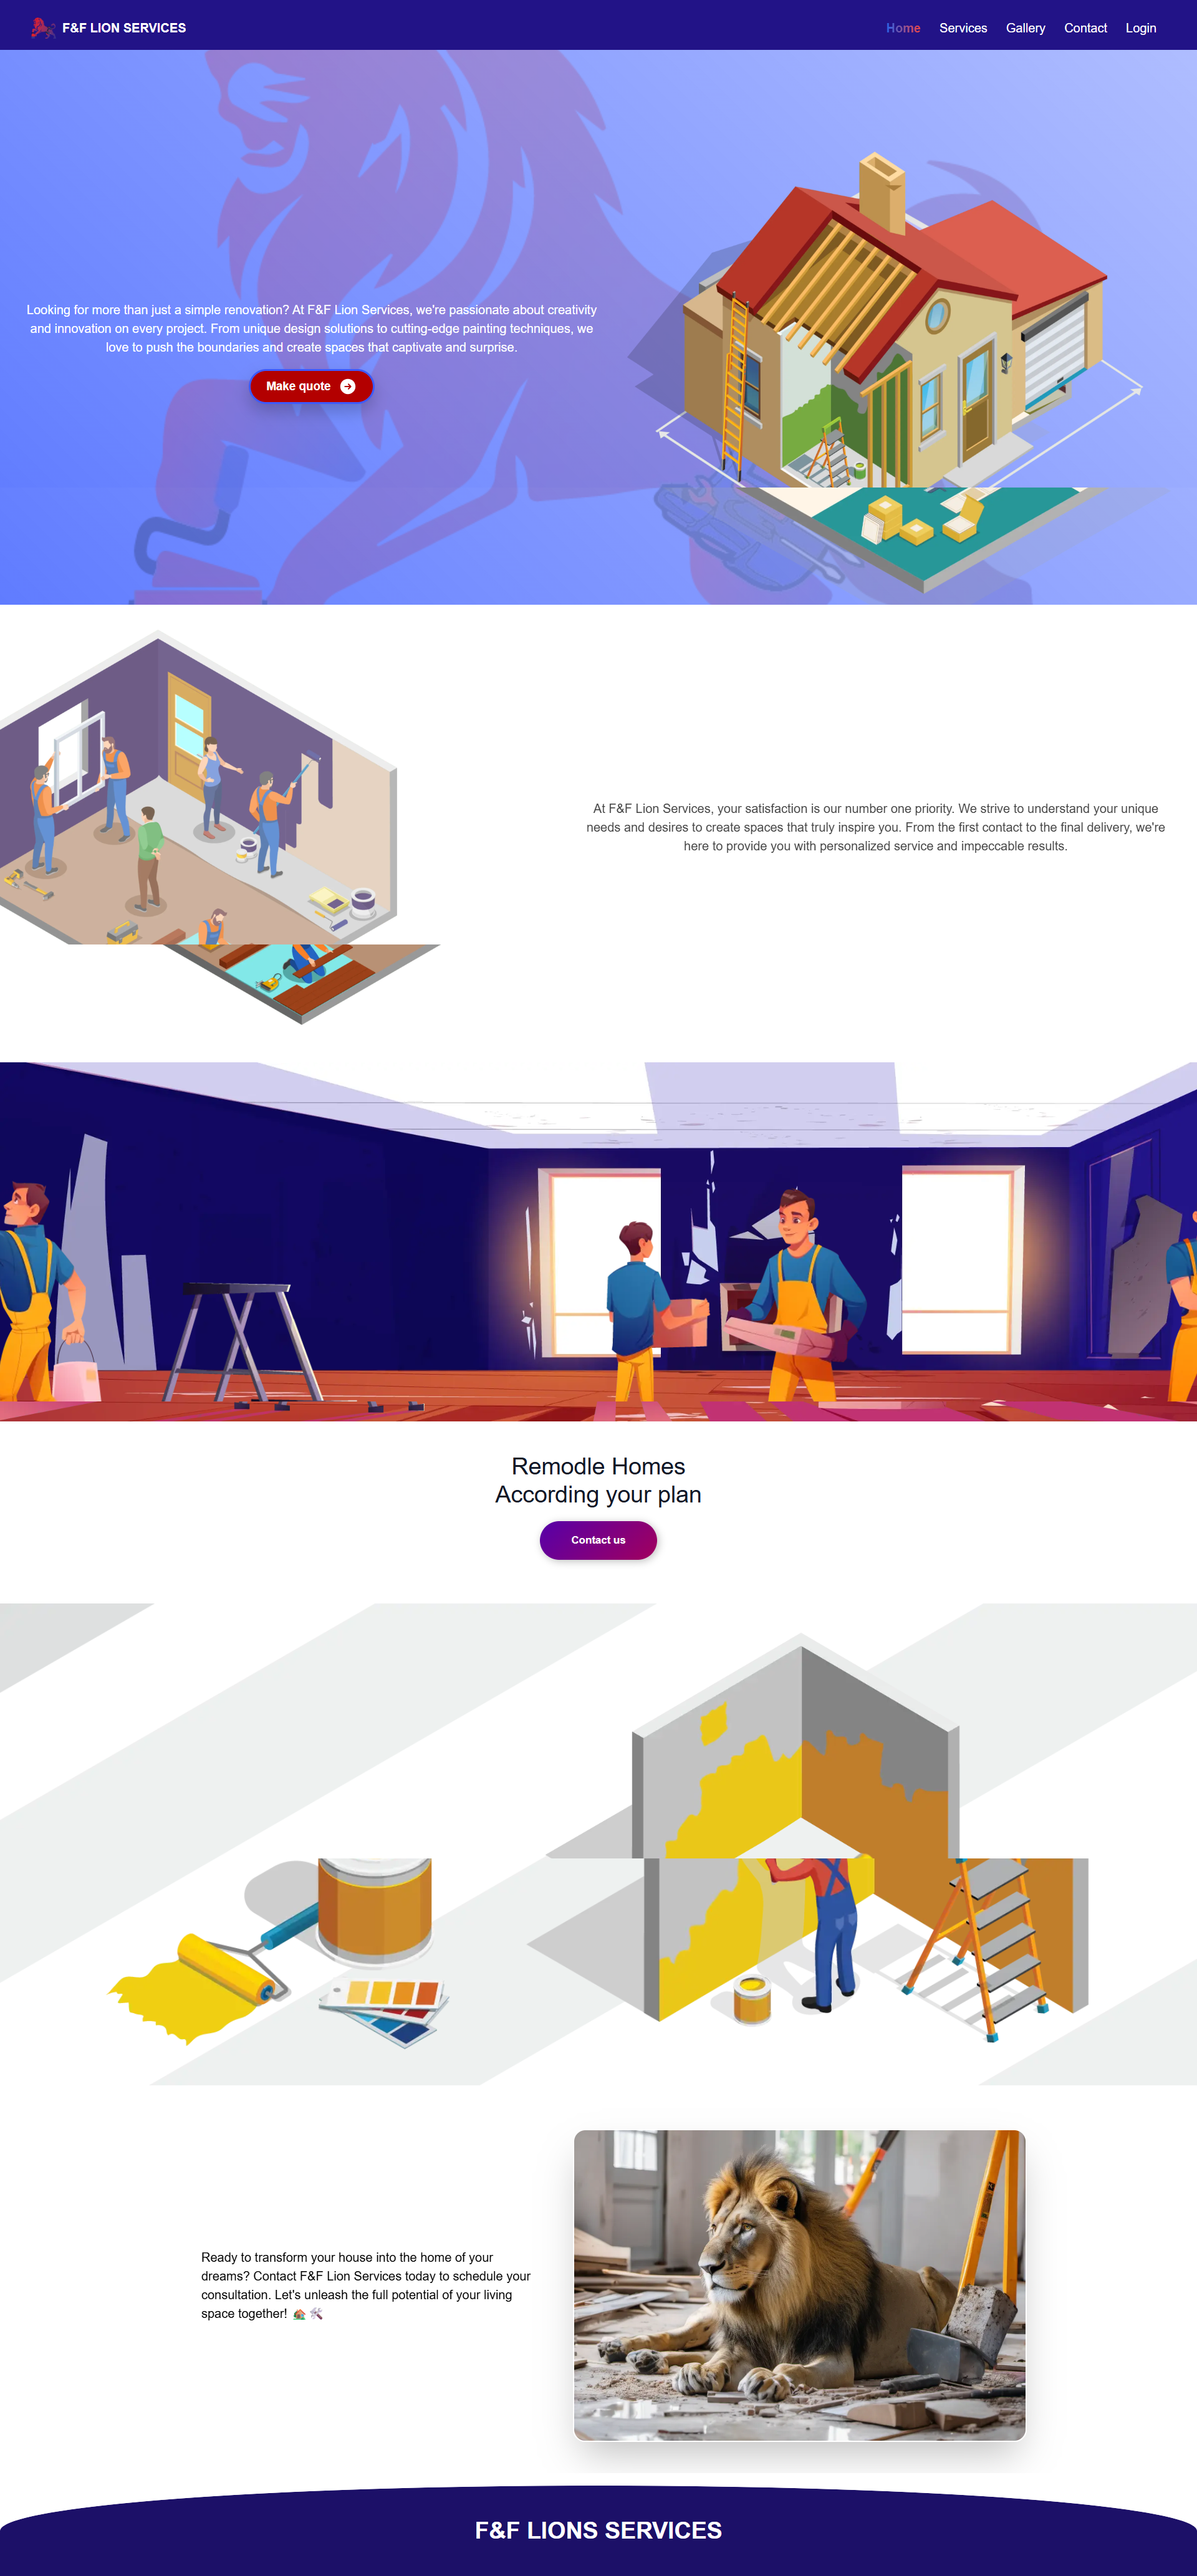 F&F LION SERVICES
Home Services Gallery Contact Login
Looking for more than just a simple renovation? At F&F Lion Services, we're passionate about creativity
and innovation on every project. From unique design solutions to cutting-edge painting techniques, we
love to push the boundaries and create spaces that captivate and surprise.
Make quote
At F&F Lion Services, your satisfaction is our number one priority. We strive to understand your unique
needs and desires to create spaces that truly inspire you. From the first contact to the final delivery, we're
here to provide you with personalized service and impeccable results.
Remodle Homes
According your plan
Contact us
Ready to transform your house into the home of your
dreams? Contact F&F Lion Services today to schedule your
consultation. Let's unleash the full potential of your living
space together! 🏠 🛠️
F&F LIONS SERVICES